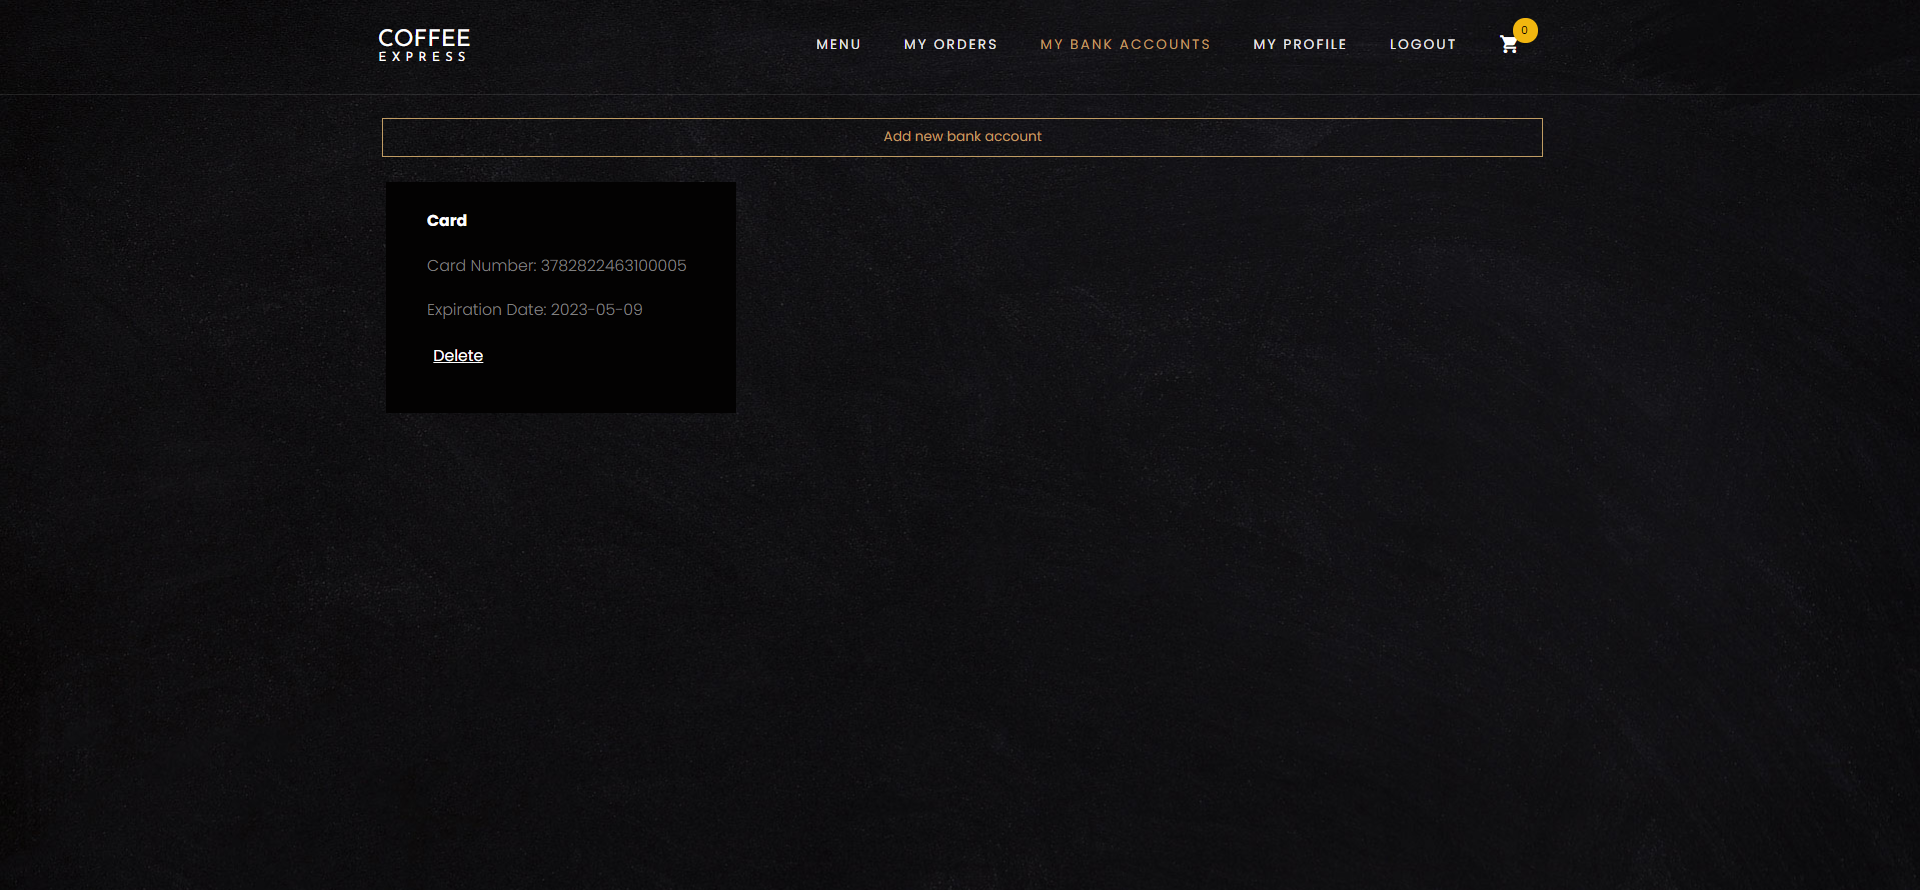 COFFEE
EXPRESS
MENU MY ORDERS MY BANK ACCOUNTS MY PROFILE LOGOUT 0
Add new bank account
Card
Card Number: 3782822463100005
Expiration Date: 2023-05-09
Delete